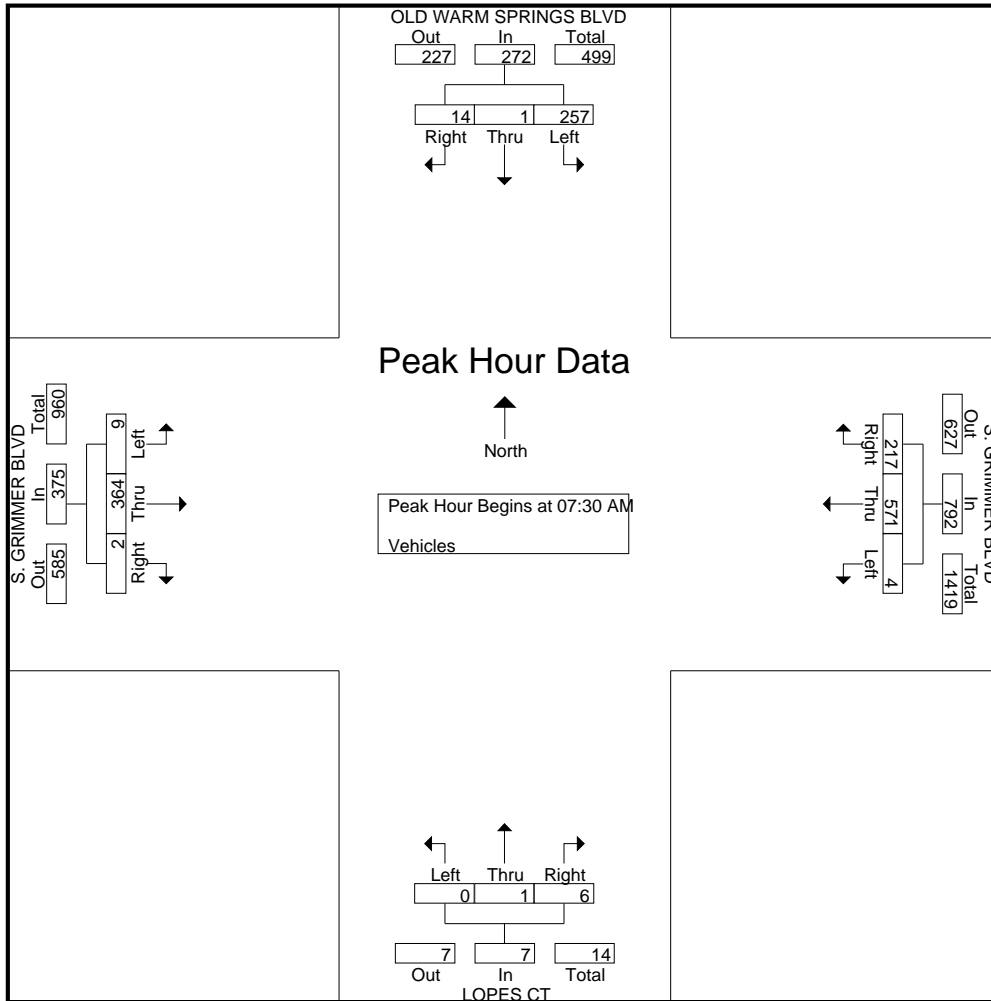 OLD WARM SPRINGS BLVD
Out In Total
227 272 499
14 1 257
Right Thru Left
Peak Hour Data
North
Peak Hour Begins at 07:30 AM
Vehicles
S. GRIMMER BLVD
Total In Out
960 375 585
9 364 2
Left Thru Right
S. GRIMMER BLVD
Out In Total
627 792 1419
217 571 4
Right Thru Left
Left Thru Right
0 1 6
7 7 14
Out In Total
LOPES CT